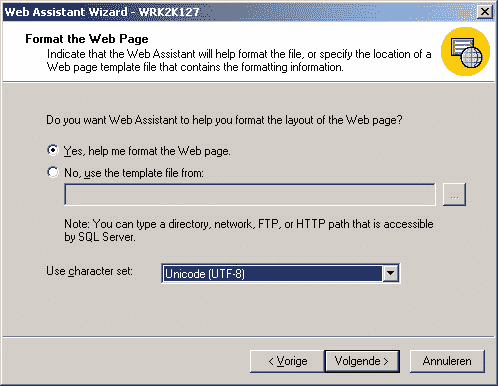 Web Assistant Wizard - WRK2K127
Format the Web Page
Indicate that the Web Assistant will help format the file, or specify the location of a
Web page template file that contains the formatting information.
Do you want Web Assistant to help you format the layout of the Web page?
Yes, help me format the Web page.
No, use the template file from:
...
Note: You can type a directory, network, FTP, or HTTP path that is accessible
by SQL Server.
Use character set:
Unicode (UTF-8)
< Vorige
Volgende >
Annuleren